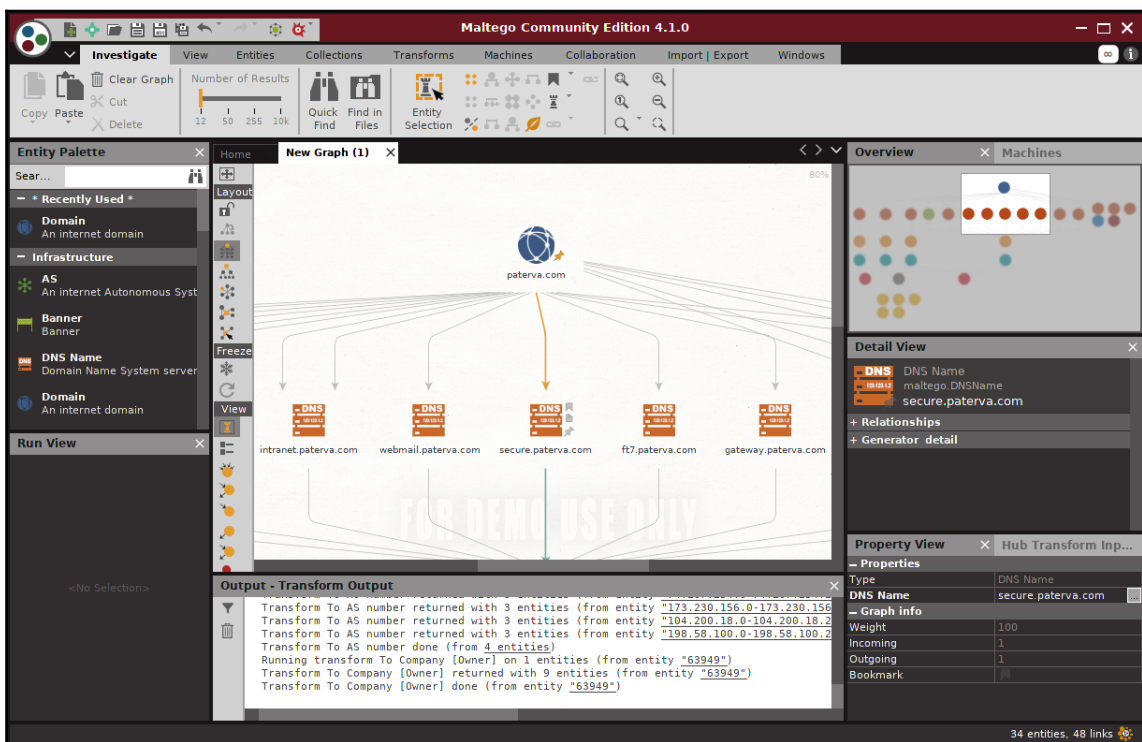 Maltego Community Edition 4.1.0
Investigate View Entities Collections Transforms Machines Collaboration Import | Export Windows
Copy Paste Clear Graph Cut Delete
Number of Results
12 50 255 10k
Quick Find
Find in Files
Entity Selection
Entity Palette
Sear...
* Recently Used *
Domain
An internet domain
Infrastructure
AS
An internet Autonomous Syst
Banner
Banner
DNS Name
Domain Name System server
Domain
An internet domain
Run View
<No Selection>
Home New Graph (1)
Layout
Freeze
View
80%
paterva.com
DNS DNS DNS DNS DNS
intranet.paterva.com webmail.paterva.com secure.paterva.com ft7.paterva.com gateway.paterva.com
FOR DEMO USE ONLY
Output - Transform Output
Transform To AS number returned with 3 entities (from entity "173.230.156.0-173.230.156
Transform To AS number returned with 3 entities (from entity "104.200.18.0-104.200.18.2
Transform To AS number returned with 3 entities (from entity "198.58.100.0-198.58.100.2
Transform To AS number done (from 4 entities)
Running transform To Company [Owner] on 1 entities (from entity "63949")
Transform To Company [Owner] returned with 9 entities (from entity "63949")
Transform To Company [Owner] done (from entity "63949")
Overview Machines
Detail View
DNS
DNS Name
maltego.DNSName
secure.paterva.com
+ Relationships
+ Generator detail
Property View Hub Transform Inp...
Properties
Type DNS Name
DNS Name secure.paterva.com ...
Graph info
Weight 100
Incoming 1
Outgoing 1
Bookmark
34 entities, 48 links